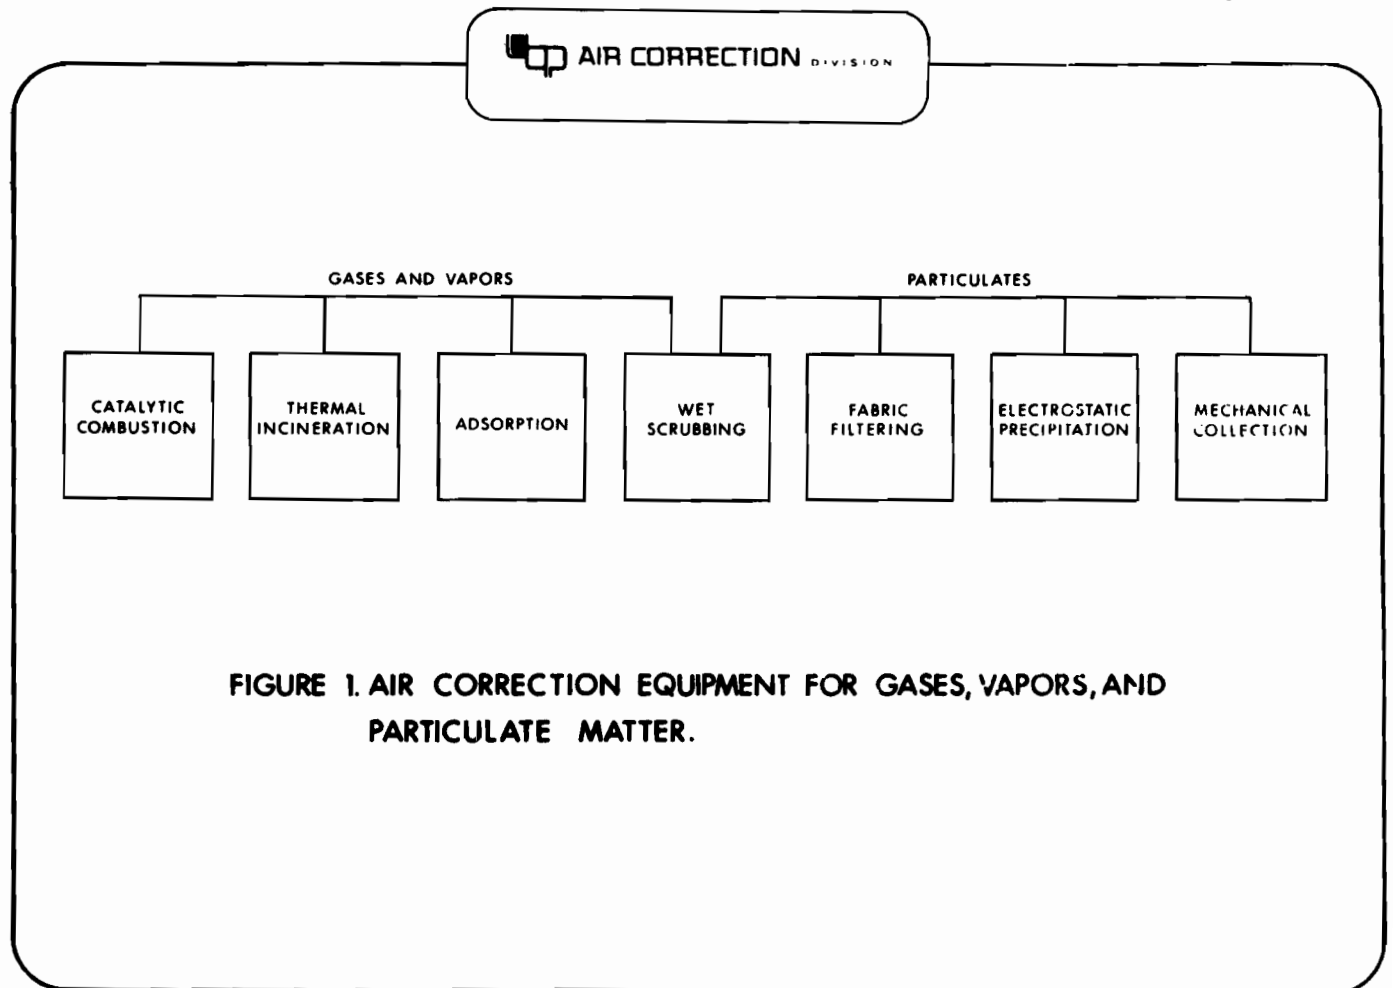 AIR CORRECTION DIVISION
GASES AND VAPORS
PARTICULATES
CATALYTIC
COMBUSTION
THERMAL
INCINERATION
ADSORPTION
WET
SCRUBBING
FABRIC
FILTERING
ELECTROSTATIC
PRECIPITATION
MECHANICAL
COLLECTION
FIGURE 1. AIR CORRECTION EQUIPMENT FOR GASES, VAPORS, AND
PARTICULATE MATTER.